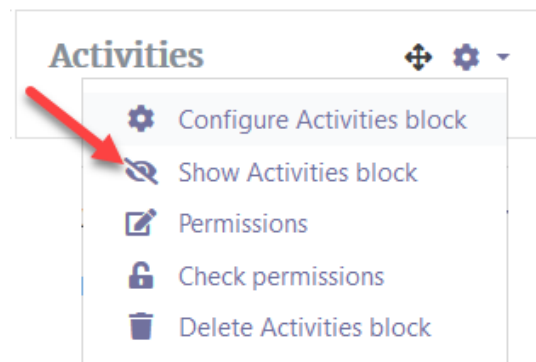 Activities
Configure Activities block
Show Activities block
Permissions
Check permissions
Delete Activities block